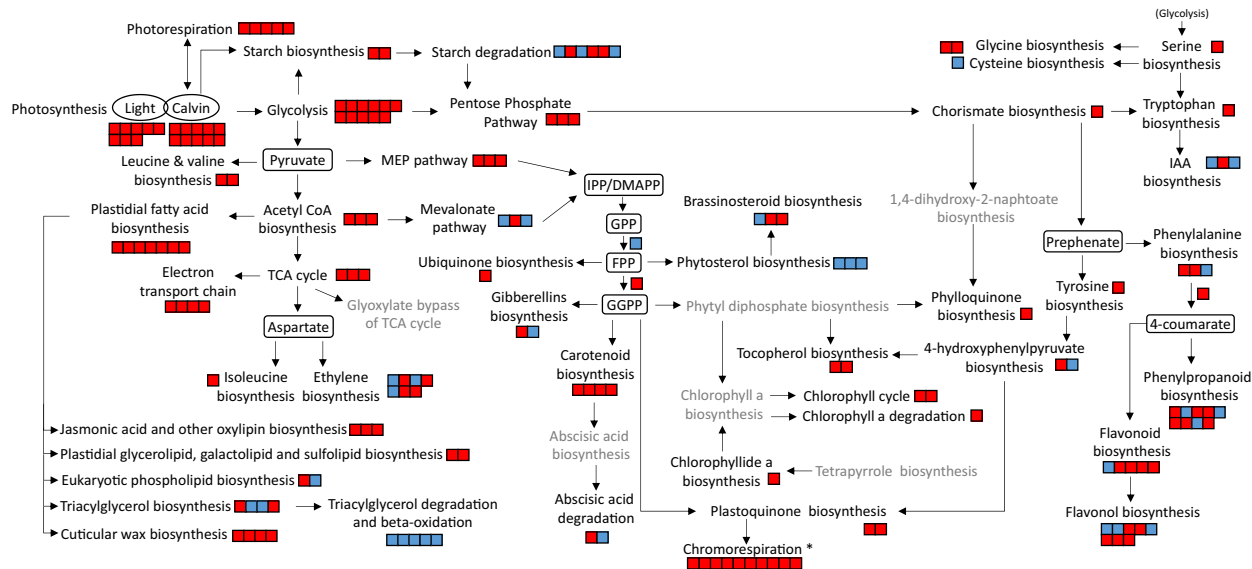 (Glycolysis)
Photorespiration
Starch biosynthesis
Starch degradation
Glycine biosynthesis
Cysteine biosynthesis
Serine
biosynthesis
Photosynthesis
Light
Calvin
Glycolysis
Pentose Phosphate
Pathway
Chorismate biosynthesis
Tryptophan
biosynthesis
Leucine & valine
biosynthesis
Pyruvate
MEP pathway
IPP/DMAPP
IAA
biosynthesis
Plastidial fatty acid
biosynthesis
Acetyl CoA
biosynthesis
Mevalonate
pathway
GPP
Brassinosteroid biosynthesis
1,4-dihydroxy-2-naphtoate
biosynthesis
Prephenate
Phenylalanine
biosynthesis
Electron
transport chain
TCA cycle
Ubiquinone biosynthesis
FPP
Phytosterol biosynthesis
Glyoxylate bypass
of TCA cycle
Gibberellins
biosynthesis
GGPP
Phytyl diphosphate biosynthesis
Phylloquinone
biosynthesis
Tyrosine
biosynthesis
4-coumarate
Aspartate
Carotenoid
biosynthesis
Tocopherol biosynthesis
4-hydroxyphenylpyruvate
biosynthesis
Isoleucine
biosynthesis
Ethylene
biosynthesis
Chlorophyll a
biosynthesis
Chlorophyll cycle
Chlorophyll a degradation
Phenylpropanoid
biosynthesis
Jasmonic acid and other oxylipin biosynthesis
Abscisic acid
biosynthesis
Flavonoid
biosynthesis
Plastidial glycerolipid, galactolipid and sulfolipid biosynthesis
Chlorophyllide a
biosynthesis
Tetrapyrrole biosynthesis
Eukaryotic phospholipid biosynthesis
Triacylglycerol biosynthesis
Triacylglycerol degradation
and beta-oxidation
Abscisic acid
degradation
Plastoquinone biosynthesis
Flavonol biosynthesis
Cuticular wax biosynthesis
Chromorespiration *